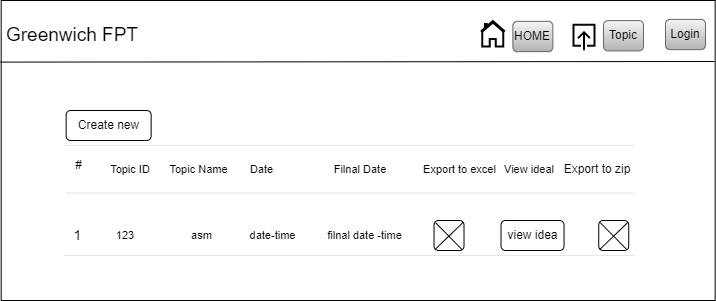 Greenwich FPT HOME Topic Login
Create new
# Topic ID Topic Name Date Filnal Date Export to excel View ideal Export to zip
1 123 asm date-time filnal date -time view idea